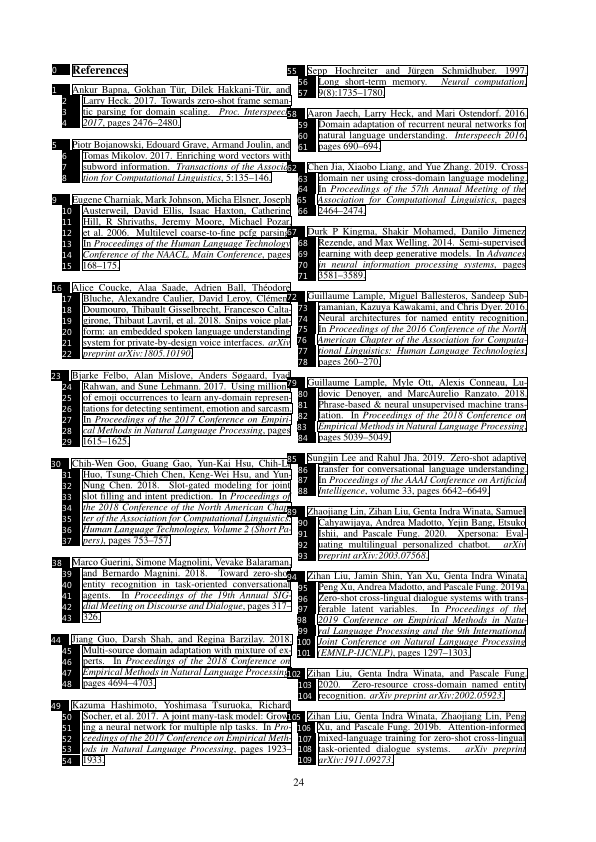 0 References
1 Ankur Bapna, Gokhan Tür, Dilek Hakkani-Tür, and
2 Larry Heck. 2017. Towards zero-shot frame seman-
3 tic parsing for domain scaling. Proc. Interspeech
4 2017, pages 2476–2480.
5 Piotr Bojanowski, Edouard Grave, Armand Joulin, and
6 Tomas Mikolov. 2017. Enriching word vectors with
7 subword information. Transactions of the Associa-
8 tion for Computational Linguistics, 5:135–146.
9 Eugene Charniak, Mark Johnson, Micha Elsner, Joseph
10 Austerweil, David Ellis, Isaac Haxton, Catherine
11 Hill, R Shrivaths, Jeremy Moore, Michael Pozar,
12 et al. 2006. Multilevel coarse-to-fine pcfg parsing.
13 In Proceedings of the Human Language Technology
14 Conference of the NAACL, Main Conference, pages
15 168–175.
16 Alice Coucke, Alaa Saade, Adrien Ball, Théodore
17 Bluche, Alexandre Caulier, David Leroy, Clément
18 Doumouro, Thibault Gisselbrecht, Francesco Calta-
19 girone, Thibaut Lavril, et al. 2018. Snips voice plat-
20 form: an embedded spoken language understanding
21 system for private-by-design voice interfaces. arXiv
22 preprint arXiv:1805.10190.
23 Bjarke Felbo, Alan Mislove, Anders Søgaard, Iyad
24 Rahwan, and Sune Lehmann. 2017. Using millions
25 of emoji occurrences to learn any-domain represen-
26 tations for detecting sentiment, emotion and sarcasm.
27 In Proceedings of the 2017 Conference on Empiri-
28 cal Methods in Natural Language Processing, pages
29 1615–1625.
30 Chih-Wen Goo, Guang Gao, Yun-Kai Hsu, Chih-Li
31 Huo, Tsung-Chieh Chen, Keng-Wei Hsu, and Yun-
32 Nung Chen. 2018. Slot-gated modeling for joint
33 slot filling and intent prediction. In Proceedings of
34 the 2018 Conference of the North American Chap-
35 ter of the Association for Computational Linguistics:
36 Human Language Technologies, Volume 2 (Short Pa-
37 pers), pages 753–757.
38 Marco Guerini, Simone Magnolini, Vevake Balaraman,
39 and Bernardo Magnini. 2018. Toward zero-shot
40 entity recognition in task-oriented conversational
41 agents. In Proceedings of the 19th Annual SIG-
42 dial Meeting on Discourse and Dialogue, pages 317–
43 326.
44 Jiang Guo, Darsh Shah, and Regina Barzilay. 2018.
45 Multi-source domain adaptation with mixture of ex-
46 perts. In Proceedings of the 2018 Conference on
47 Empirical Methods in Natural Language Processing,
48 pages 4694–4703.
49 Kazuma Hashimoto, Yoshimasa Tsuruoka, Richard
50 Socher, et al. 2017. A joint many-task model: Grow-
51 ing a neural network for multiple nlp tasks. In Pro-
52 ceedings of the 2017 Conference on Empirical Meth-
53 ods in Natural Language Processing, pages 1923–
54 1933.
55 Sepp Hochreiter and Jürgen Schmidhuber. 1997.
56 Long short-term memory. Neural computation,
57 9(8):1735–1780.
58 Aaron Jaech, Larry Heck, and Mari Ostendorf. 2016.
59 Domain adaptation of recurrent neural networks for
60 natural language understanding. Interspeech 2016,
61 pages 690–694.
62 Chen Jia, Xiaobo Liang, and Yue Zhang. 2019. Cross-
63 domain ner using cross-domain language modeling.
64 In Proceedings of the 57th Annual Meeting of the
65 Association for Computational Linguistics, pages
66 2464–2474.
67 Durk P Kingma, Shakir Mohamed, Danilo Jimenez
68 Rezende, and Max Welling. 2014. Semi-supervised
69 learning with deep generative models. In Advances
70 in neural information processing systems, pages
71 3581–3589.
72 Guillaume Lample, Miguel Ballesteros, Sandeep Sub-
73 ramanian, Kazuya Kawakami, and Chris Dyer. 2016.
74 Neural architectures for named entity recognition.
75 In Proceedings of the 2016 Conference of the North
76 American Chapter of the Association for Computa-
77 tional Linguistics: Human Language Technologies,
78 pages 260–270.
79 Guillaume Lample, Myle Ott, Alexis Conneau, Lu-
80 dovic Denoyer, and MarcAurelio Ranzato. 2018.
81 Phrase-based & neural unsupervised machine trans-
82 lation. In Proceedings of the 2018 Conference on
83 Empirical Methods in Natural Language Processing,
84 pages 5039–5049.
85 Sungjin Lee and Rahul Jha. 2019. Zero-shot adaptive
86 transfer for conversational language understanding.
87 In Proceedings of the AAAI Conference on Artificial
88 Intelligence, volume 33, pages 6642–6649.
89 Zhaojiang Lin, Zihan Liu, Genta Indra Winata, Samuel
90 Cahyawijaya, Andrea Madotto, Yejin Bang, Etsuko
91 Ishii, and Pascale Fung. 2020. Xpersona: Eval-
92 uating multilingual personalized chatbot. arXiv
93 preprint arXiv:2003.07568.
94 Zihan Liu, Jamin Shin, Yan Xu, Genta Indra Winata,
95 Peng Xu, Andrea Madotto, and Pascale Fung. 2019a.
96 Zero-shot cross-lingual dialogue systems with trans-
97 ferable latent variables. In Proceedings of the
98 2019 Conference on Empirical Methods in Natu-
99 ral Language Processing and the 9th International
100 Joint Conference on Natural Language Processing
101 (EMNLP-IJCNLP), pages 1297–1303.
102 Zihan Liu, Genta Indra Winata, and Pascale Fung.
103 2020. Zero-resource cross-domain named entity
104 recognition. arXiv preprint arXiv:2002.05923.
105 Zihan Liu, Genta Indra Winata, Zhaojiang Lin, Peng
106 Xu, and Pascale Fung. 2019b. Attention-informed
107 mixed-language training for zero-shot cross-lingual
108 task-oriented dialogue systems. arXiv preprint
109 arXiv:1911.09273.
24